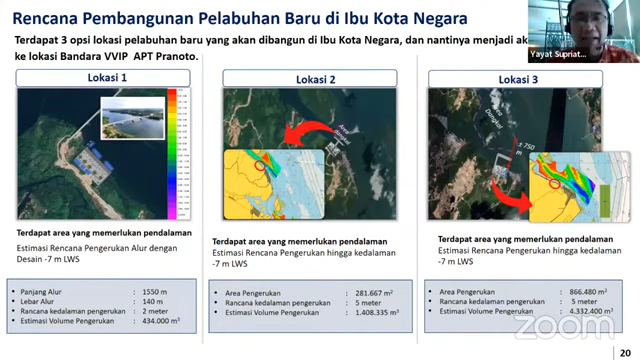 Rencana Pembangunan Pelabuhan Baru di Ibu Kota Negara
Terdapat 3 opsi lokasi pelabuhan baru yang akan dibangun di Ibu Kota Negara, dan nantinya menjadi
ke lokasi Bandara VVIP APT Pranoto.
Yayat Supriat...
Lokasi 1
Terdapat area yang memerlukan pendalaman
Estimasi Rencana Pengerukan Alur dengan
Desain -7 m LWS
• Panjang Alur : 1550 m
• Lebar Alur : 140 m
• Rancana kedalaman pengerukan : 2 meter
• Estimasi Volume Pengerukan : 434.000 m³
Lokasi 2
Area
Terdapat area yang memerlukan pendalaman
Estimasi Rencana Pengerukan hingga kedalaman
-7 m LWS
• Area Pengerukan : 281.667 m²
• Rancana kedalaman pengerukan : 5 meter
• Estimasi Volume Pengerukan : 1.408.335 m³
Lokasi 3
Area
± 750
m
Terdapat area yang memerlukan pendalaman
Estimasi Rencana Pengerukan hingga kedalaman
-7 m LWS
• Area Pengerukan : 866.480 m²
• Rancana kedalaman pengerukan : 5 meter
• Estimasi Volume Pengerukan : 4.332.400 m³
zoom
20